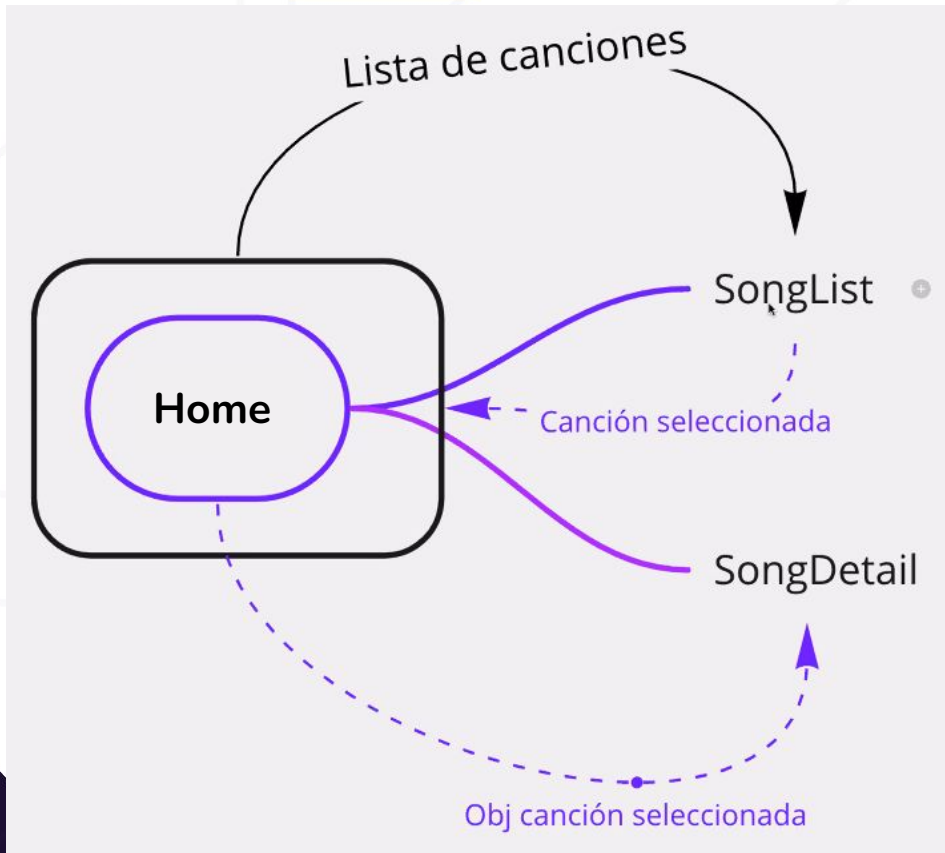 Lista de canciones
SongList
Home
Canción seleccionada
SongDetail
Obj canción seleccionada